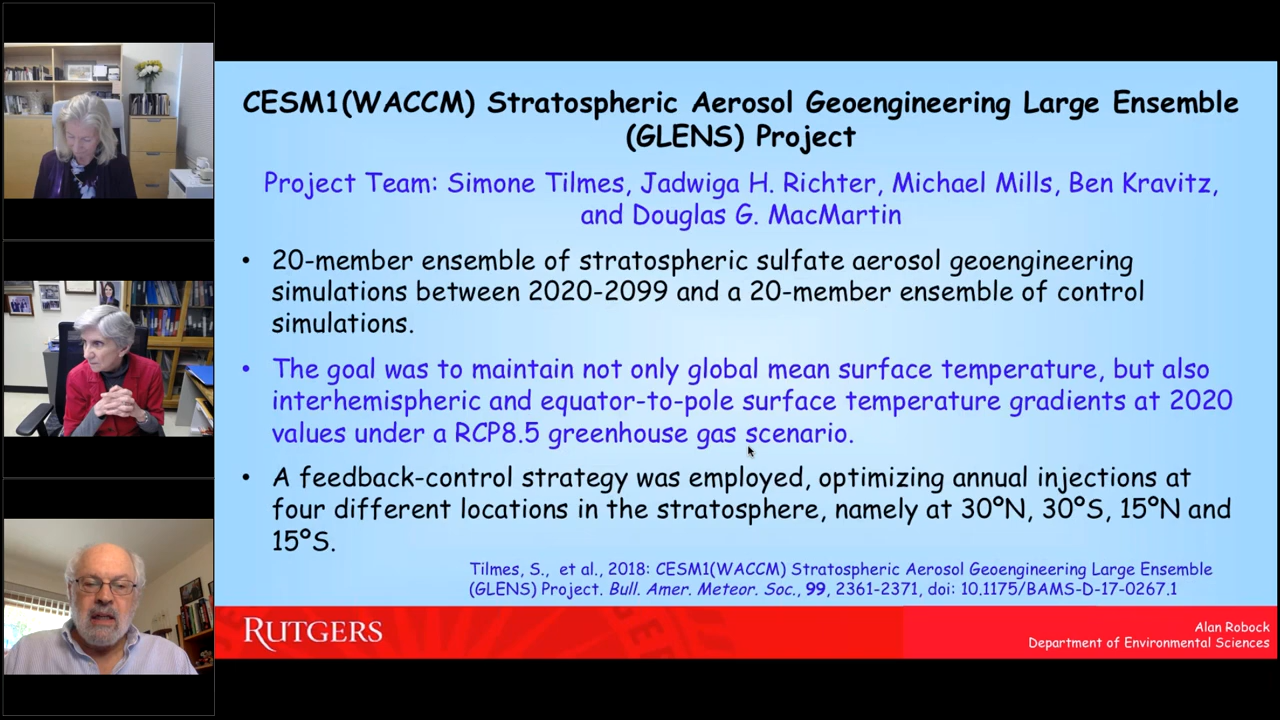 CESM1(WACCM) Stratospheric Aerosol Geoengineering Large Ensemble
(GLENS) Project
Project Team: Simone Tilmes, Jadwiga H. Richter, Michael Mills, Ben Kravitz,
and Douglas G. MacMartin
• 20-member ensemble of stratospheric sulfate aerosol geoengineering
simulations between 2020-2099 and a 20-member ensemble of control
simulations.
• The goal was to maintain not only global mean surface temperature, but also
interhemispheric and equator-to-pole surface temperature gradients at 2020
values under a RCP8.5 greenhouse gas scenario.
• A feedback-control strategy was employed, optimizing annual injections at
four different locations in the stratosphere, namely at 30°N, 30°S, 15°N and
15°S.
Tilmes, S., et al., 2018: CESM1(WACCM) Stratospheric Aerosol Geoengineering Large Ensemble
(GLENS) Project. Bull. Amer. Meteor. Soc., 99, 2361-2371, doi: 10.1175/BAMS-D-17-0267.1
RUTGERS
Alan Robock
Department of Environmental Sciences